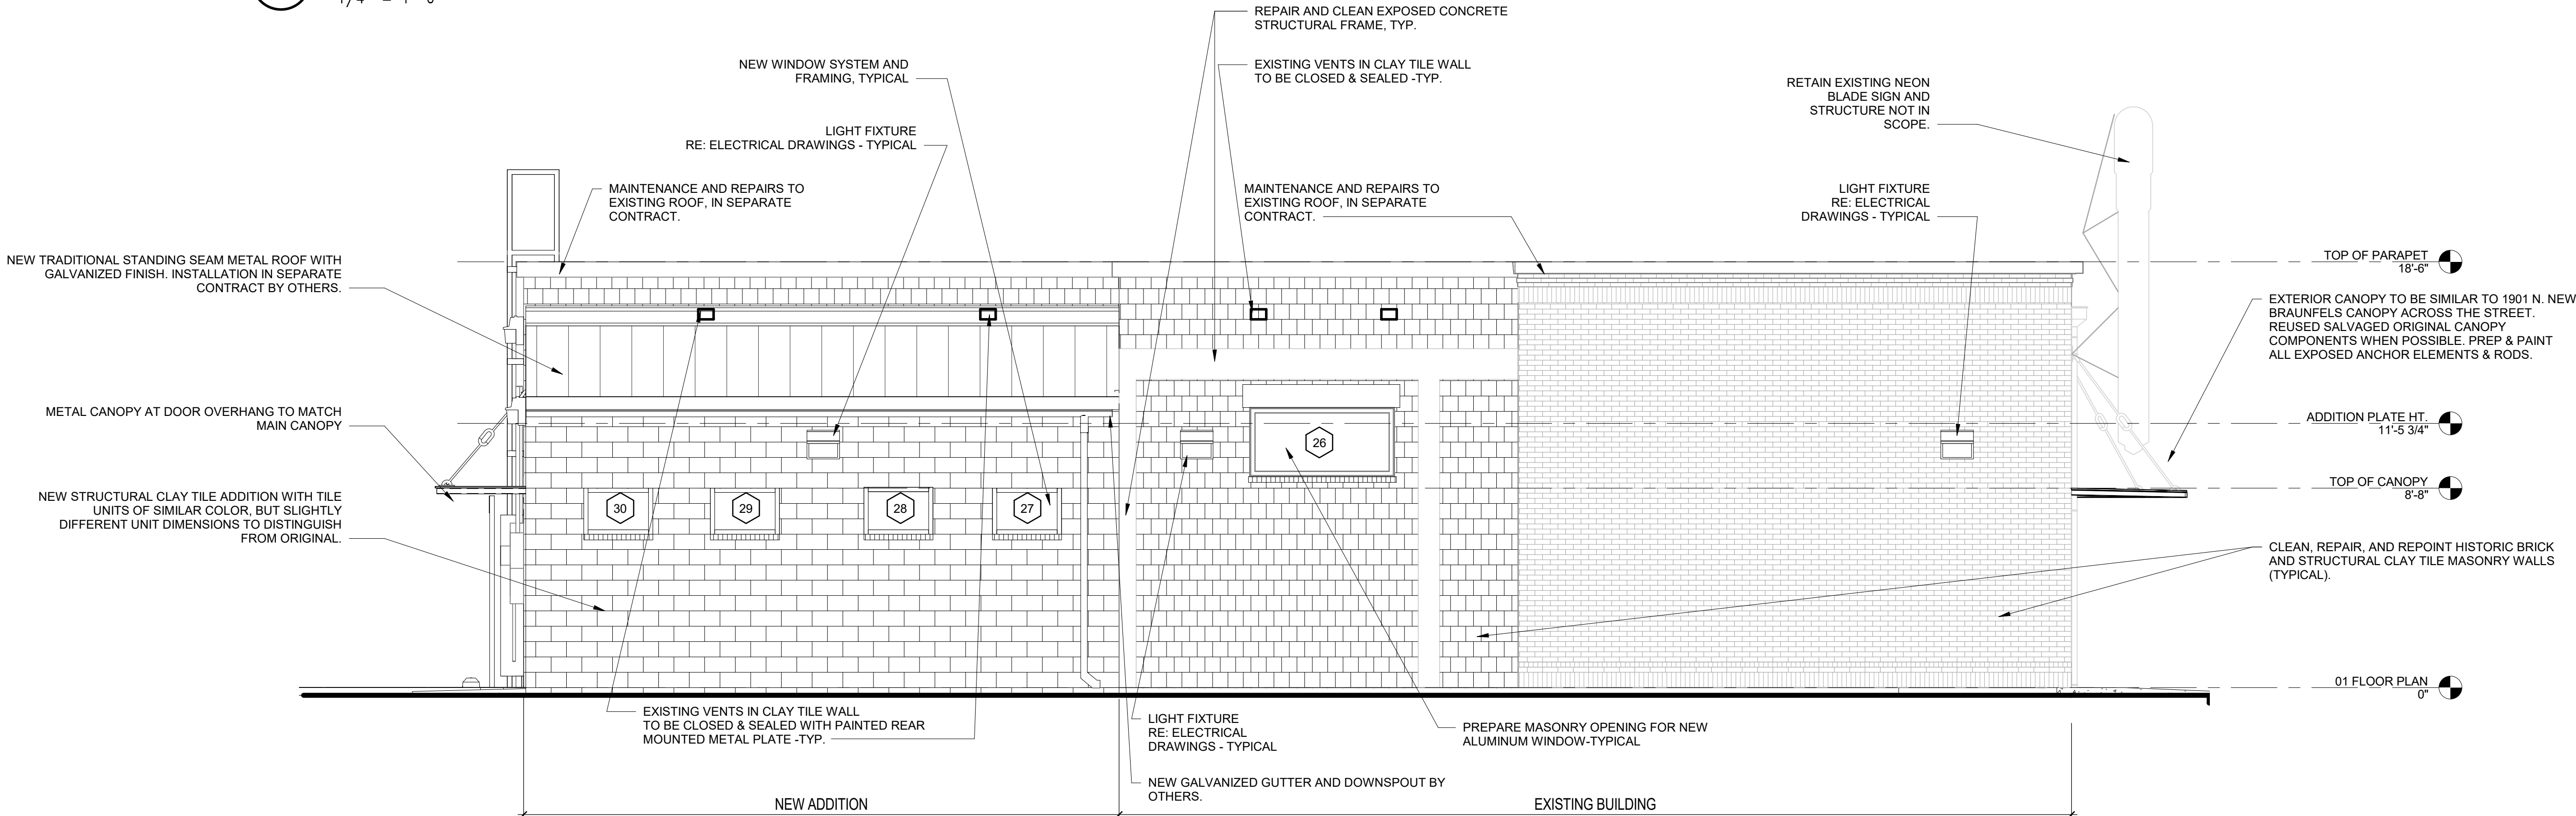 REPAIR AND CLEAN EXPOSED CONCRETE
STRUCTURAL FRAME, TYP.
NEW WINDOW SYSTEM AND
FRAMING, TYPICAL
EXISTING VENTS IN CLAY TILE WALL
TO BE CLOSED & SEALED -TYP.
RETAIN EXISTING NEON
BLADE SIGN AND
STRUCTURE NOT IN
SCOPE.
LIGHT FIXTURE
RE: ELECTRICAL DRAWINGS - TYPICAL
MAINTENANCE AND REPAIRS TO
EXISTING ROOF, IN SEPARATE
CONTRACT.
MAINTENANCE AND REPAIRS TO
EXISTING ROOF, IN SEPARATE
CONTRACT.
LIGHT FIXTURE
RE: ELECTRICAL
DRAWINGS - TYPICAL
NEW TRADITIONAL STANDING SEAM METAL ROOF WITH
GALVANIZED FINISH. INSTALLATION IN SEPARATE
CONTRACT BY OTHERS.
TOP OF PARAPET
18'-6"
EXTERIOR CANOPY TO BE SIMILAR TO 1901 N. NEW
BRAUNFELS CANOPY ACROSS THE STREET.
REUSED SALVAGED ORIGINAL CANOPY
COMPONENTS WHEN POSSIBLE. PREP & PAINT
ALL EXPOSED ANCHOR ELEMENTS & RODS.
METAL CANOPY AT DOOR OVERHANG TO MATCH
MAIN CANOPY
ADDITION PLATE HT.
11'-5 3/4"
26
TOP OF CANOPY
8'-8"
NEW STRUCTURAL CLAY TILE ADDITION WITH TILE
UNITS OF SIMILAR COLOR, BUT SLIGHTLY
DIFFERENT UNIT DIMENSIONS TO DISTINGUISH
FROM ORIGINAL.
30
29
28
27
CLEAN, REPAIR, AND REPOINT HISTORIC BRICK
AND STRUCTURAL CLAY TILE MASONRY WALLS
(TYPICAL).
01 FLOOR PLAN
0"
EXISTING VENTS IN CLAY TILE WALL
TO BE CLOSED & SEALED WITH PAINTED REAR
MOUNTED METAL PLATE -TYP.
LIGHT FIXTURE
RE: ELECTRICAL
DRAWINGS - TYPICAL
PREPARE MASONRY OPENING FOR NEW
ALUMINUM WINDOW-TYPICAL
NEW GALVANIZED GUTTER AND DOWNSPOUT BY
OTHERS.
NEW ADDITION
EXISTING BUILDING